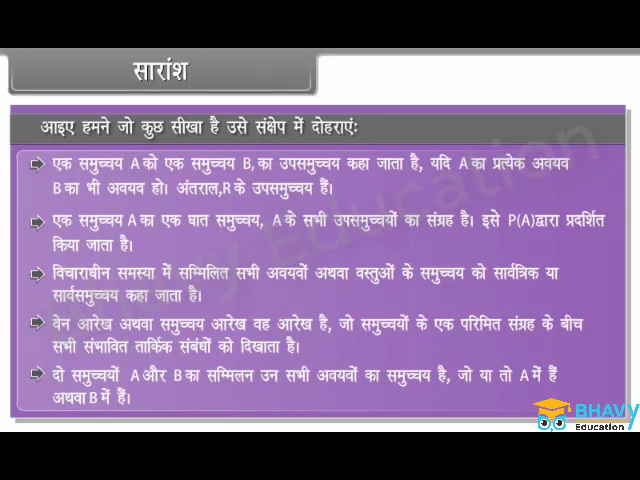 सारांश
आइए हमने जो कुछ सीखा है उसे संक्षेप में दोहराएं:
एक समुच्चय A को एक समुच्चय B, का उपसमुच्चय कहा जाता है, यदि A का प्रत्येक अवयव
B का भी अवयव हो। अंतराल,R के उपसमुच्चय हैं।
एक समुच्चय A का एक घात समुच्चय, A के सभी उपसमुच्चयों का संग्रह है। इसे P(A)द्वारा प्रदर्शित
किया जाता है।
विचाराधीन समस्या में सम्मिलित सभी अवयवों अथवा वस्तुओं के समुच्चय को सार्वत्रिक या
सार्वसमुच्चय कहा जाता है।
वेन आरेख अथवा समुच्चय आरेख वह आरेख है, जो समुच्चयों के एक परिमित संग्रह के बीच
सभी संभावित तार्किक संबंधों को दिखाता है।
दो समुच्चयों A और B का सम्मिलन उन सभी अवयवों का समुच्चय है, जो या तो A में हैं
अथवा B में हैं।
Bhavy Education
BHAVY
Education